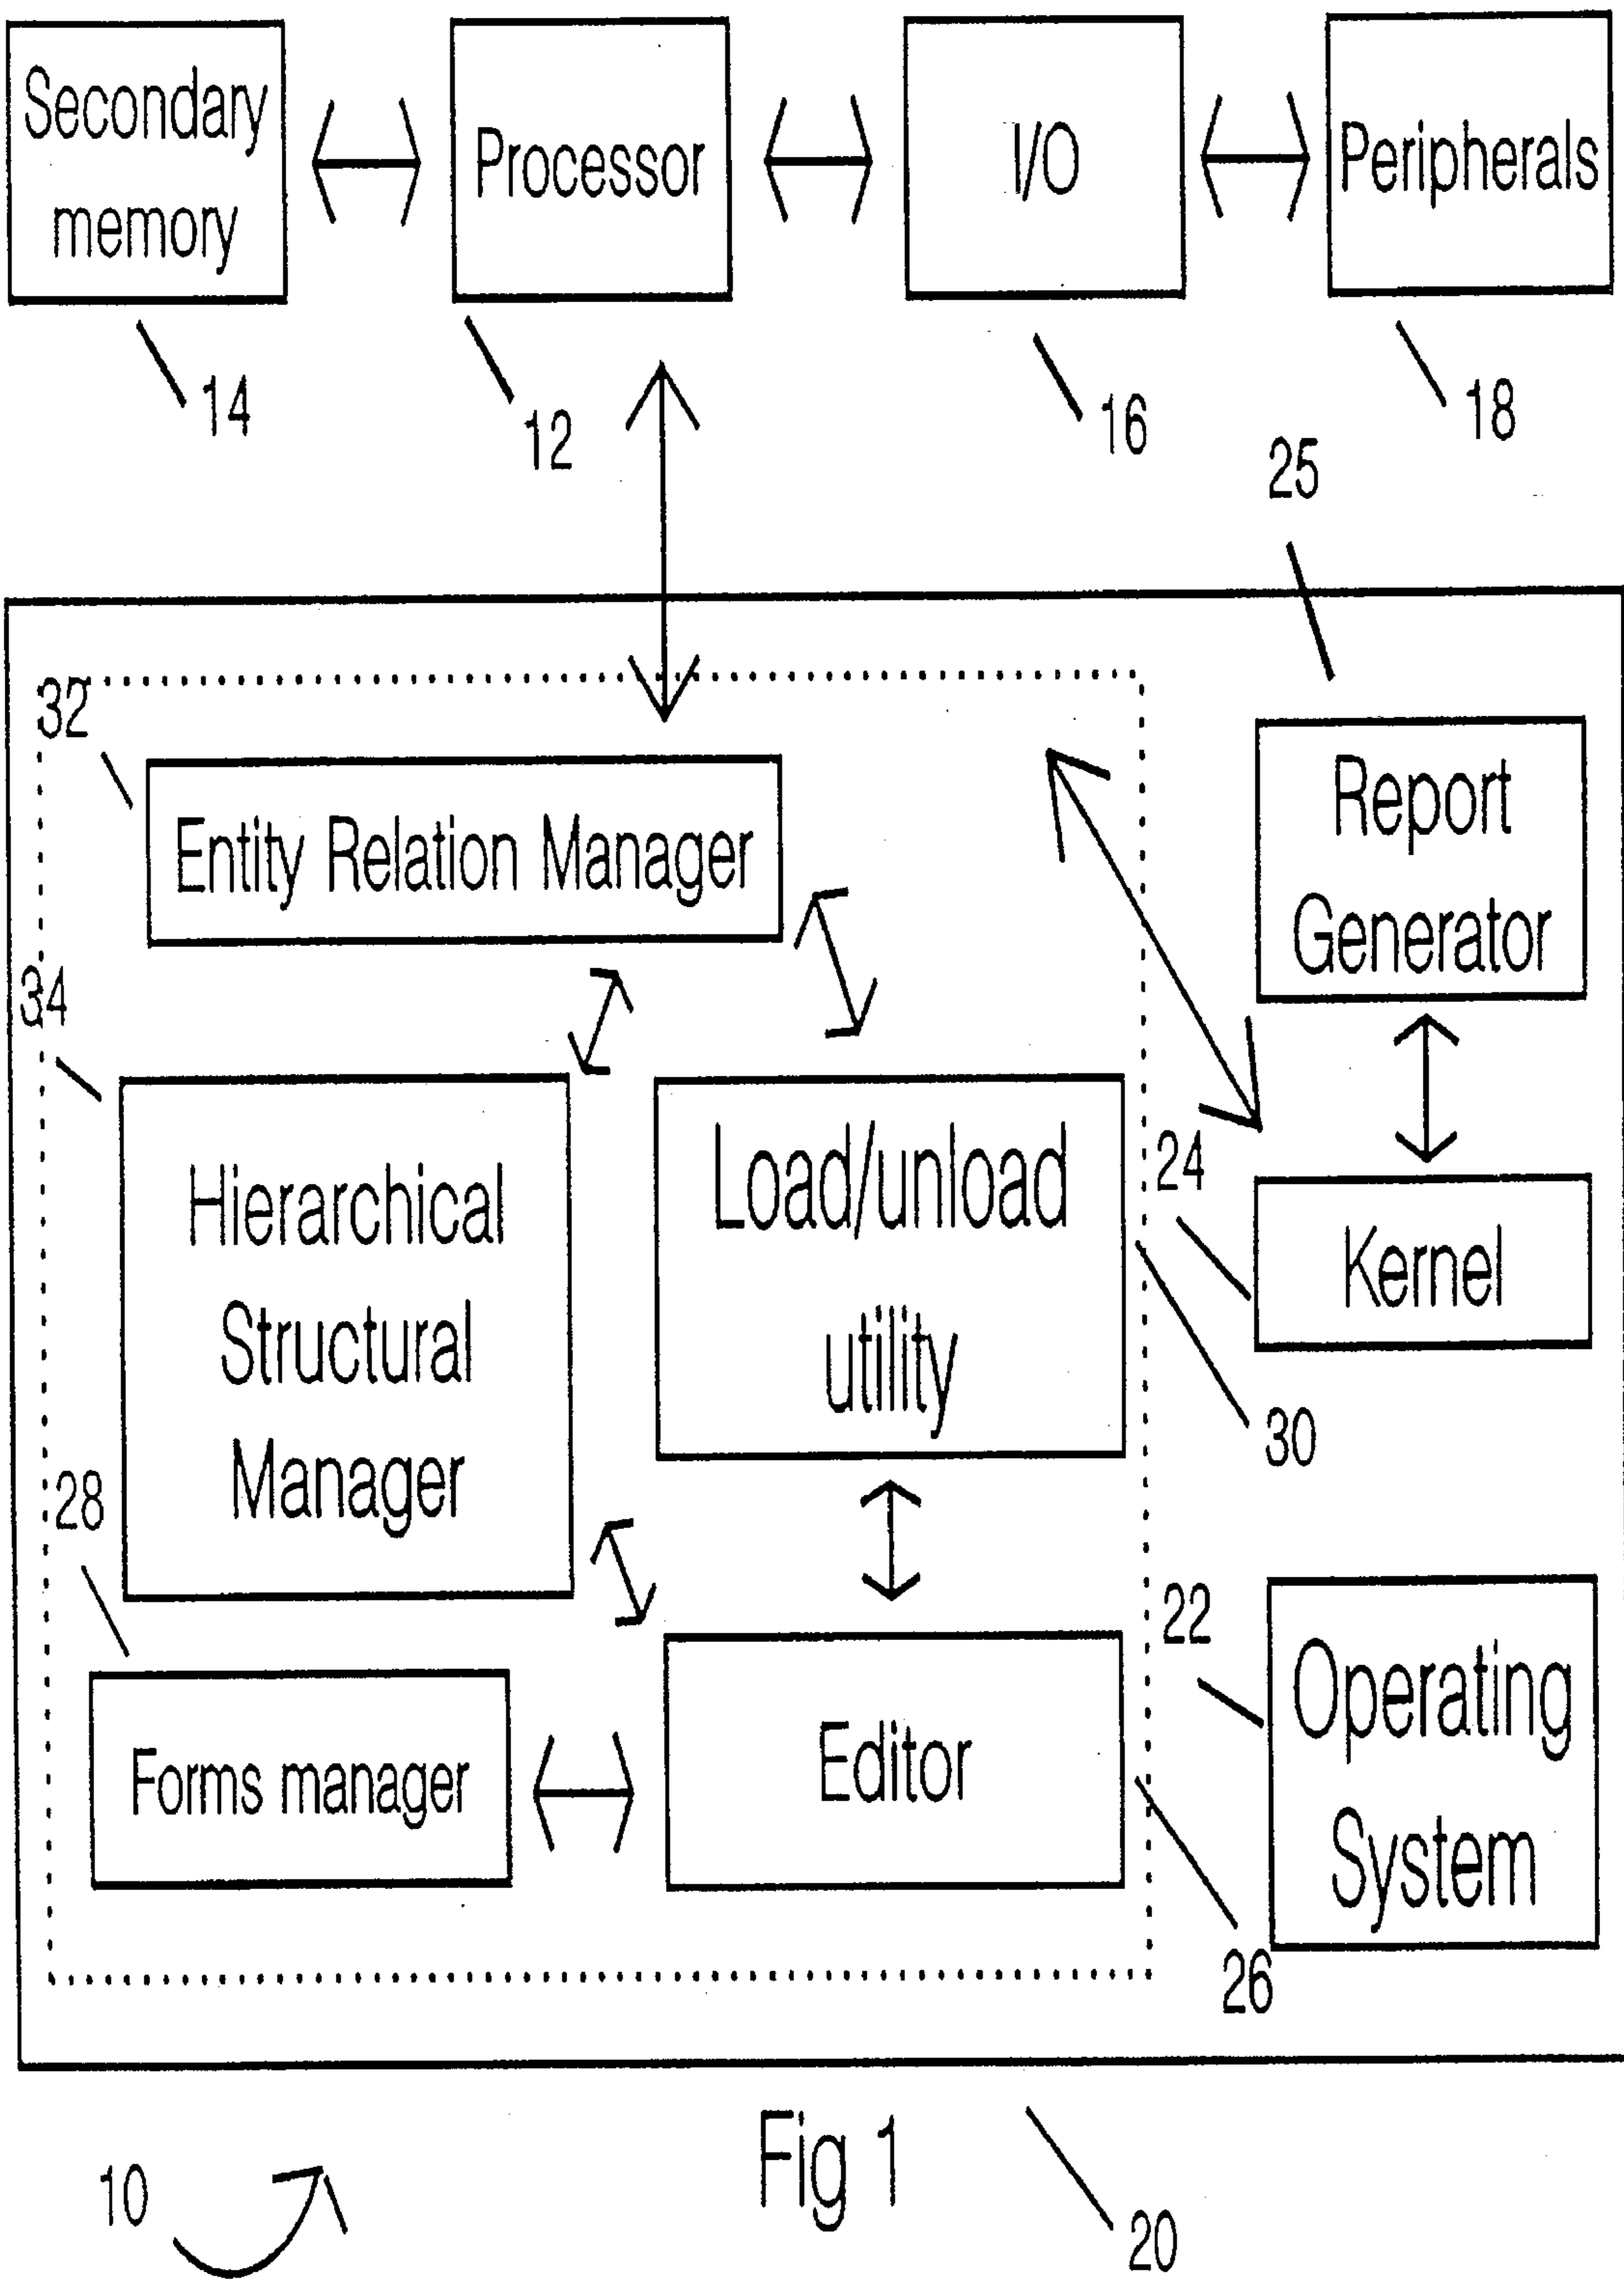 Secondary
memory
Processor
I/O
Peripherals
14
12
16
18
25
32
Entity Relation Manager
Report
Generator
34
Hierarchical
Structural
Manager
Load/unload
utility
24
Kernel
30
28
22
Operating
System
Forms manager
Editor
26
Fig 1
10
20